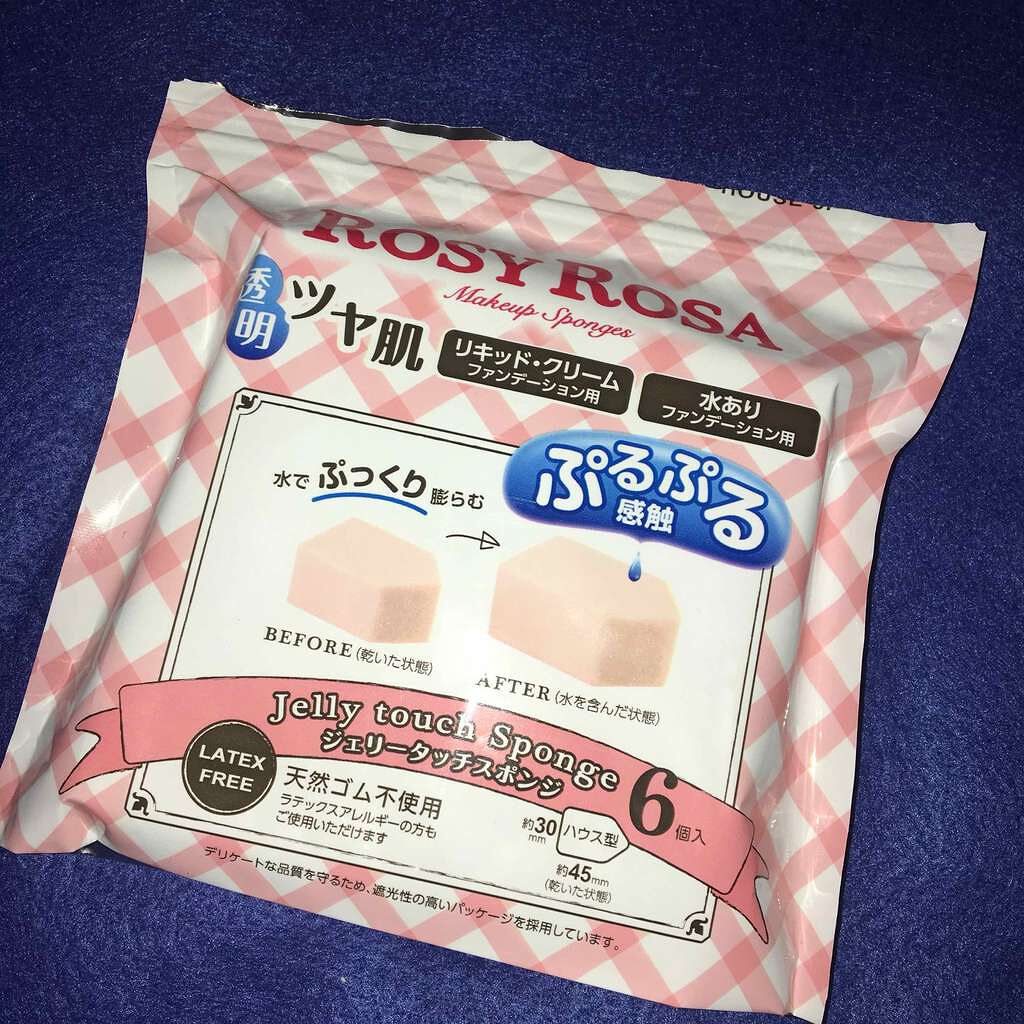 HOUSE OF
ROSY ROSA
Makeup Sponges
透明
ツヤ肌
リキッド・クリーム
ファンデーション用
水あり
ファンデーション用
水でぷっくり膨らむ
ぷるぷる
感触
BEFORE(乾いた状態)
AFTER(水を含んだ状態)
Jelly touch Sponge
ジェリータッチスポンジ
6個入
LATEX
FREE
天然ゴム不使用
ラテックスアレルギーの方も
ご使用いただけます
約30mm
ハウス型
約45mm
(乾いた状態)
デリケートな品質を守るため、遮光性の高いパッケージを採用しています。